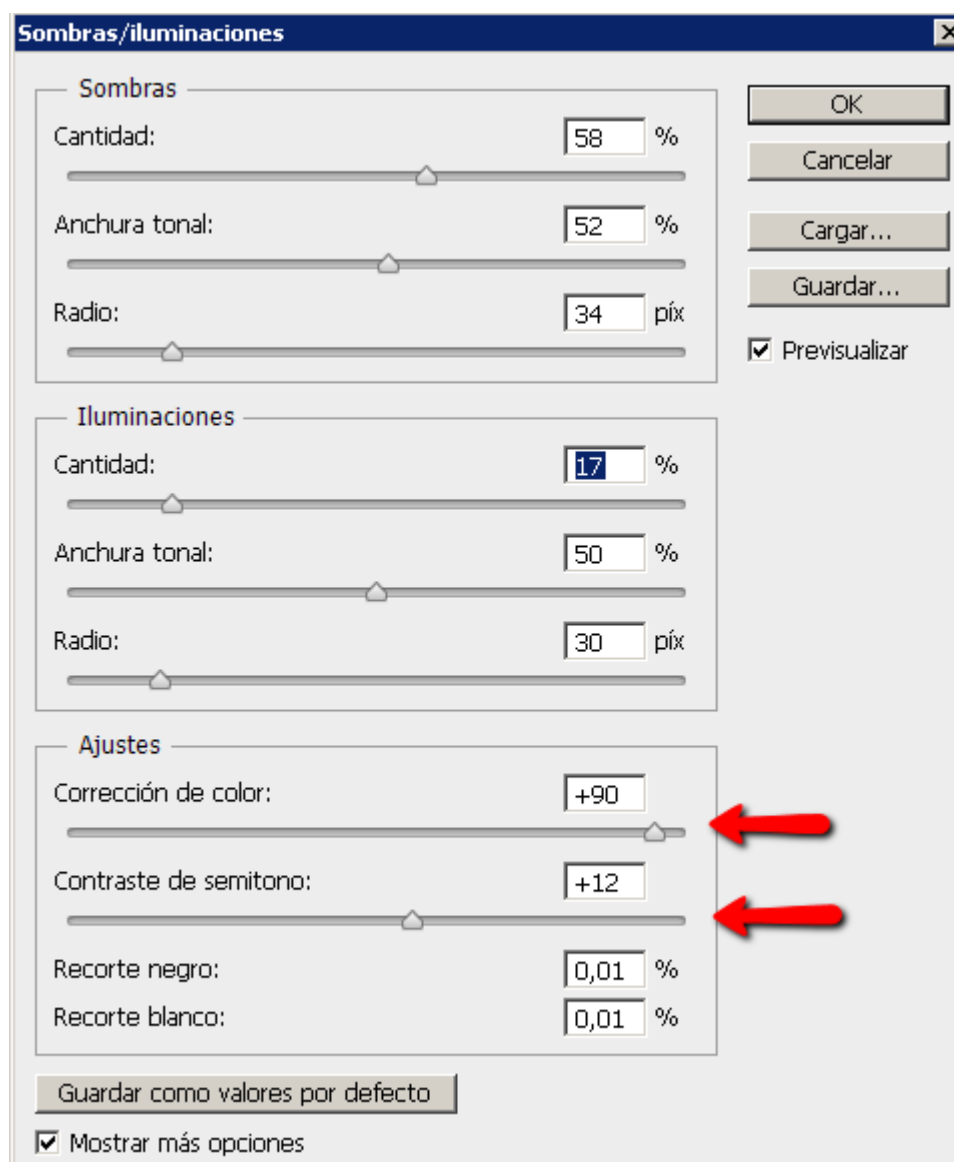 Sombras/iluminaciones
Sombras
Cantidad: 58 %
Anchura tonal: 52 %
Radio: 34 píx
Iluminaciones
Cantidad: 17 %
Anchura tonal: 50 %
Radio: 30 píx
Ajustes
Corrección de color: +90
Contraste de semitono: +12
Recorte negro: 0,01 %
Recorte blanco: 0,01 %
Guardar como valores por defecto
Mostrar más opciones
OK
Cancelar
Cargar...
Guardar...
Previsualizar